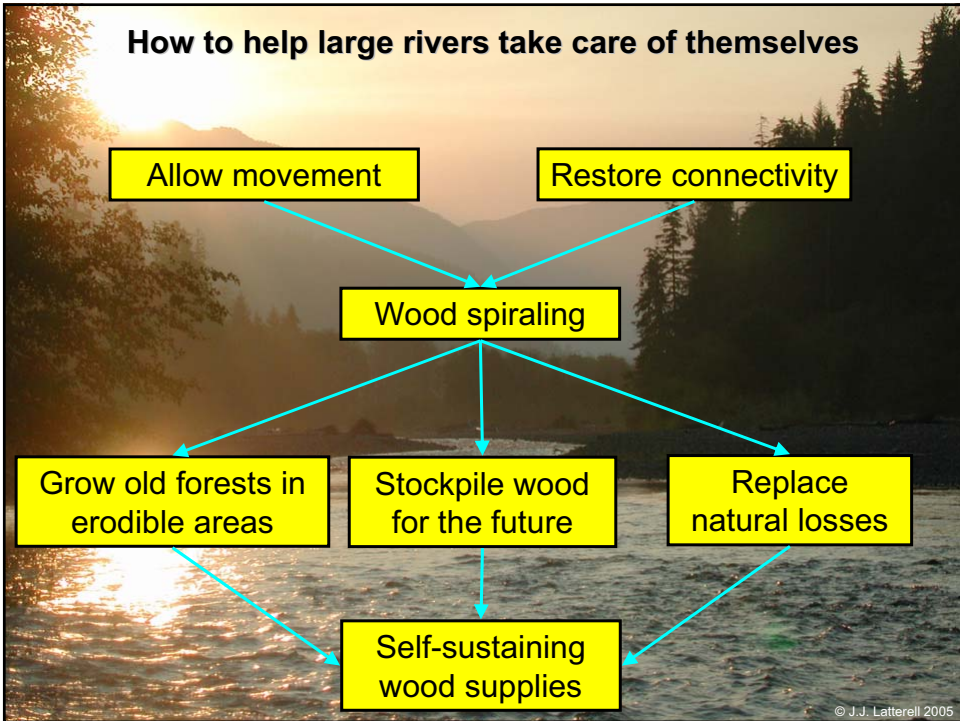 How to help large rivers take care of themselves
Allow movement
Restore connectivity
Wood spiraling
Grow old forests in
erodible areas
Stockpile wood
for the future
Replace
natural losses
Self-sustaining
wood supplies
© J.J. Latterell 2005